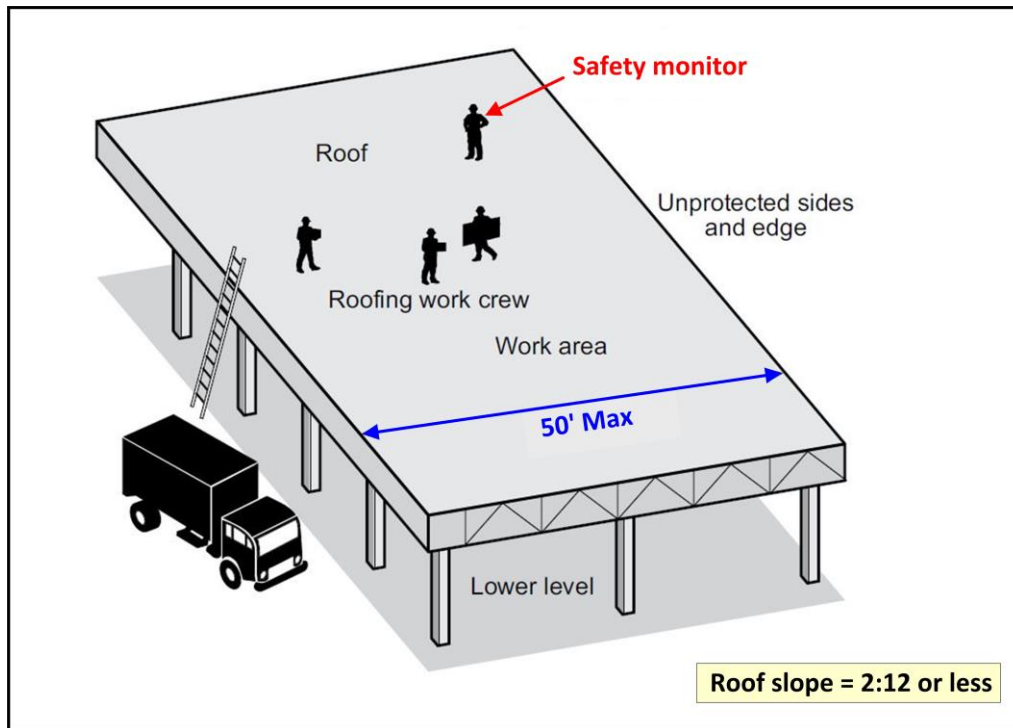 Safety monitor
Roof
Unprotected sides
and edge
Roofing work crew
Work area
50' Max
Lower level
Roof slope = 2:12 or less